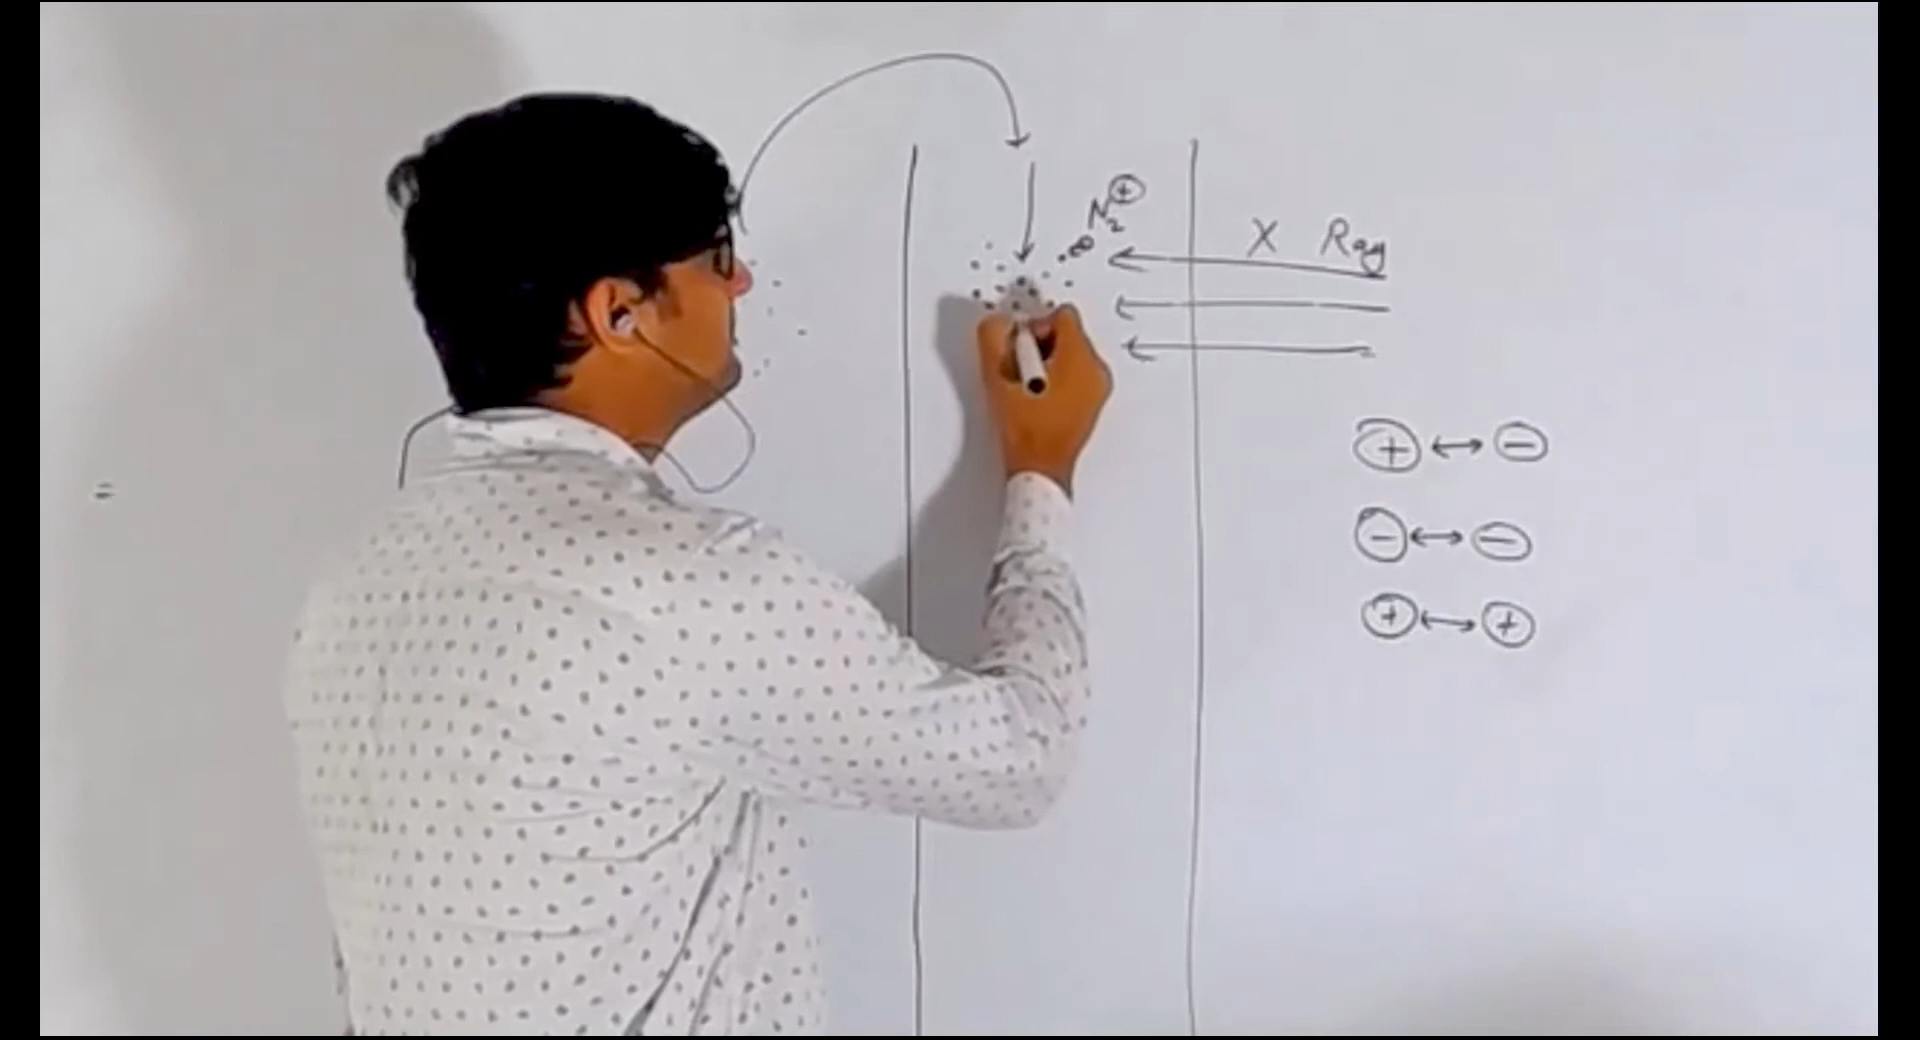 =
N₂⊕
X Ray
⊕ ↔ ⊖
⊖ ↔ ⊖
⊕ ↔ ⊕